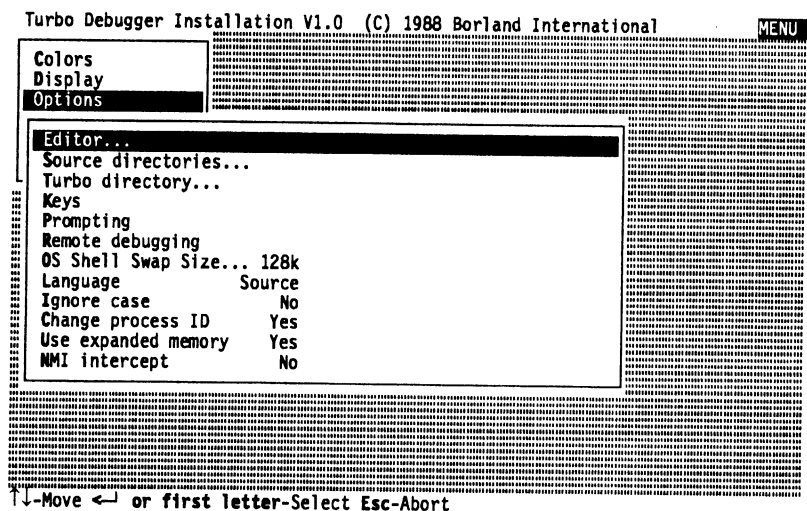 Turbo Debugger Installation V1.0 (C) 1988 Borland International MENU
Colors
Display
Options
Editor...
Source directories...
Turbo directory...
Keys
Prompting
Remote debugging
OS Shell Swap Size... 128k
Language Source
Ignore case No
Change process ID Yes
Use expanded memory Yes
NMI intercept No
↑↓-Move ←┘ or first letter-Select Esc-Abort